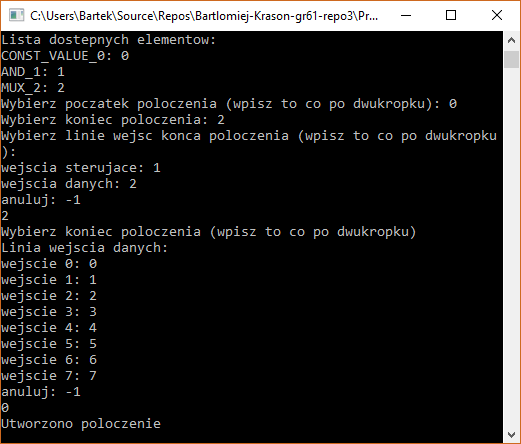 C:\Users\Bartek\Source\Repos\Bartlomiej-Krason-gr61-repo3\Pr...
Lista dostepnych elementow:
CONST_VALUE_0: 0
AND_1: 1
MUX_2: 2
Wybierz poczatek poloczenia (wpisz to co po dwukropku): 0
Wybierz koniec poloczenia: 2
Wybierz linie wejsc konca poloczenia (wpisz to co po dwukropku
):
wejscia sterujace: 1
wejscia danych: 2
anuluj: -1
2
Wybierz koniec poloczenia (wpisz to co po dwukropku)
Linia wejscia danych:
wejscie 0: 0
wejscie 1: 1
wejscie 2: 2
wejscie 3: 3
wejscie 4: 4
wejscie 5: 5
wejscie 6: 6
wejscie 7: 7
anuluj: -1
0
Utworzono poloczenie